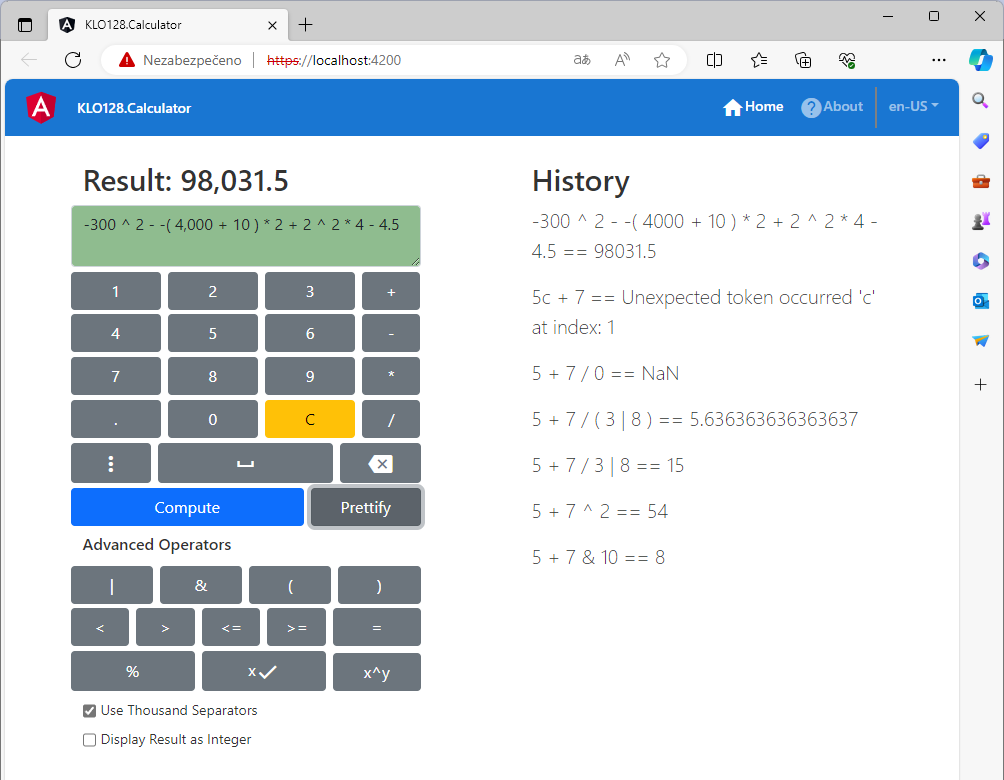 KLO128.Calculator
Nezabezpečeno https://localhost:4200
KLO128.Calculator
Home
About
en-US
Result: 98,031.5
-300 ^ 2 - -( 4,000 + 10 ) * 2 + 2 ^ 2 * 4 - 4.5
1 2 3 +
4 5 6 -
7 8 9 *
. 0 C /
Compute Prettify
Advanced Operators
| & ( )
< > <= >= =
% x x^y
Use Thousand Separators
Display Result as Integer
History
-300 ^ 2 - -( 4000 + 10 ) * 2 + 2 ^ 2 * 4 -
4.5 == 98031.5
5c + 7 == Unexpected token occurred 'c'
at index: 1
5 + 7 / 0 == NaN
5 + 7 / ( 3 | 8 ) == 5.636363636363637
5 + 7 / 3 | 8 == 15
5 + 7 ^ 2 == 54
5 + 7 & 10 == 8